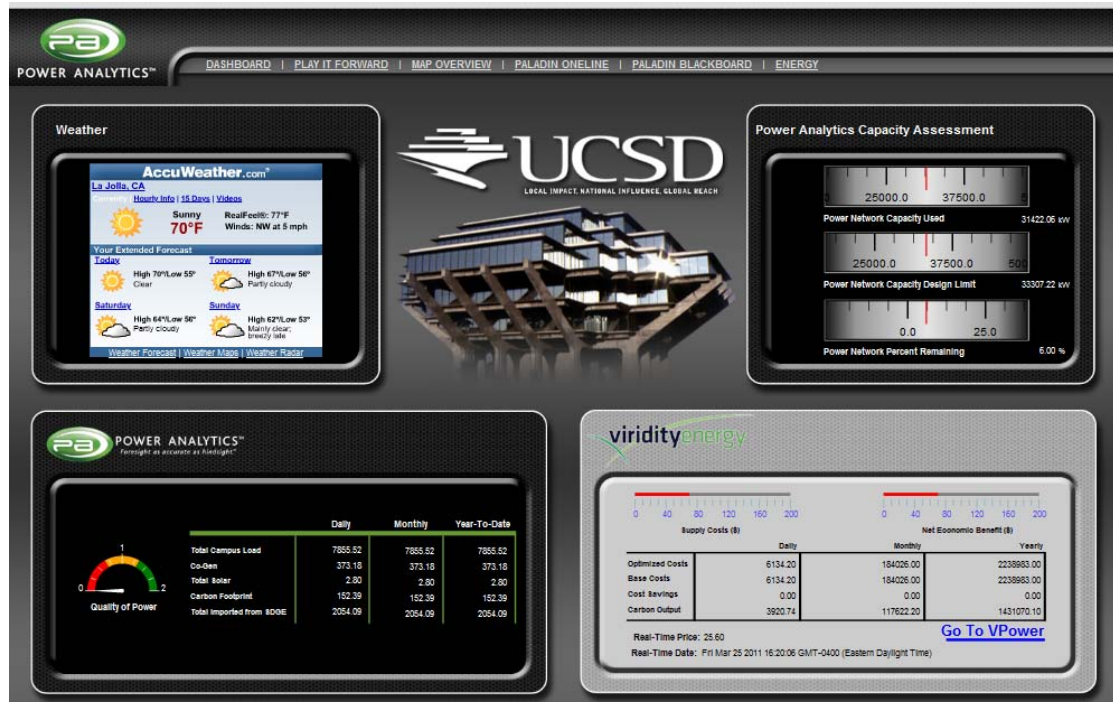 PA
POWER ANALYTICS™
DASHBOARD | PLAY IT FORWARD | MAP OVERVIEW | PALADIN ONELINE | PALADIN BLACKBOARD | ENERGY
Weather
AccuWeather.com®
La Jolla, CA
Currently | Hourly Info | 15 Days | Videos
Sunny
70°F
RealFeel®: 77°F
Winds: NW at 5 mph
Your Extended Forecast
Today
High 70°/Low 55°
Clear
Tomorrow
High 67°/Low 56°
Partly cloudy
Saturday
High 64°/Low 56°
Partly cloudy
Sunday
High 62°/Low 53°
Mainly clear;
breezy late
Weather Forecast | Weather Maps | Weather Radar
UCSD
LOCAL IMPACT, NATIONAL INFLUENCE, GLOBAL REACH
Power Analytics Capacity Assessment
25000.0 37500.0
Power Network Capacity Used 31422.06 kW
25000.0 37500.0 500
Power Network Capacity Design Limit 33307.22 kW
0.0 25.0
Power Network Percent Remaining 6.00 %
PA
POWER ANALYTICS™
Foresight as accurate as hindsight.™
0 1 2
Quality of Power
Daily Monthly Year-To-Date
Total Campus Load 7855.52 7855.52 7855.52
Co-Gen 373.18 373.18 373.18
Total Solar 2.80 2.80 2.80
Carbon Footprint 152.39 152.39 152.39
Total Imported from SDGE 2054.09 2054.09 2054.09
viridityenergy
0 40 80 120 160 200
Supply Costs ($)
0 40 80 120 160 200
Net Economic Benefit ($)
Daily Monthly Yearly
Optimized Costs 6134.20 184026.00 2238983.00
Base Costs 6134.20 184026.00 2238983.00
Cost Savings 0.00 0.00 0.00
Carbon Output 3920.74 117622.20 1431070.10
Go To VPower
Real-Time Price: 25.60
Real-Time Date: Fri Mar 25 2011 16:20:06 GMT-0400 (Eastern Daylight Time)